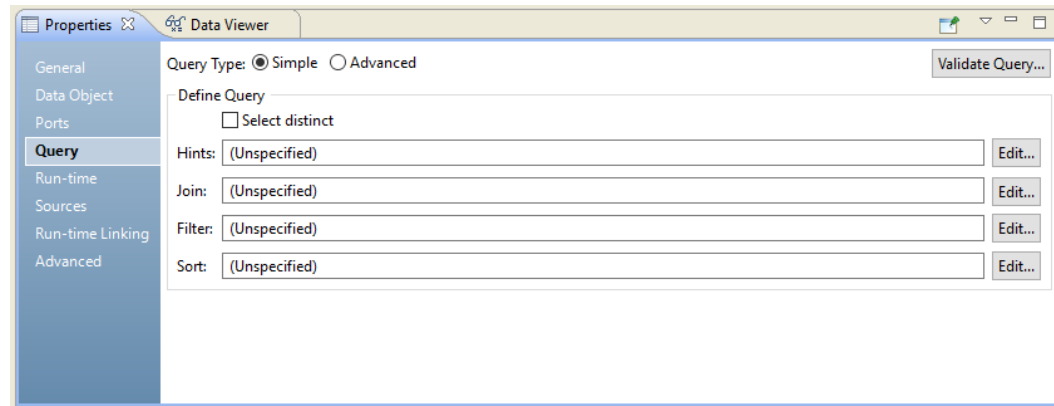 Properties Data Viewer
General
Data Object
Ports
Query
Run-time
Sources
Run-time Linking
Advanced
Query Type: Simple Advanced Validate Query...
Define Query
Select distinct
Hints: (Unspecified) Edit...
Join: (Unspecified) Edit...
Filter: (Unspecified) Edit...
Sort: (Unspecified) Edit...